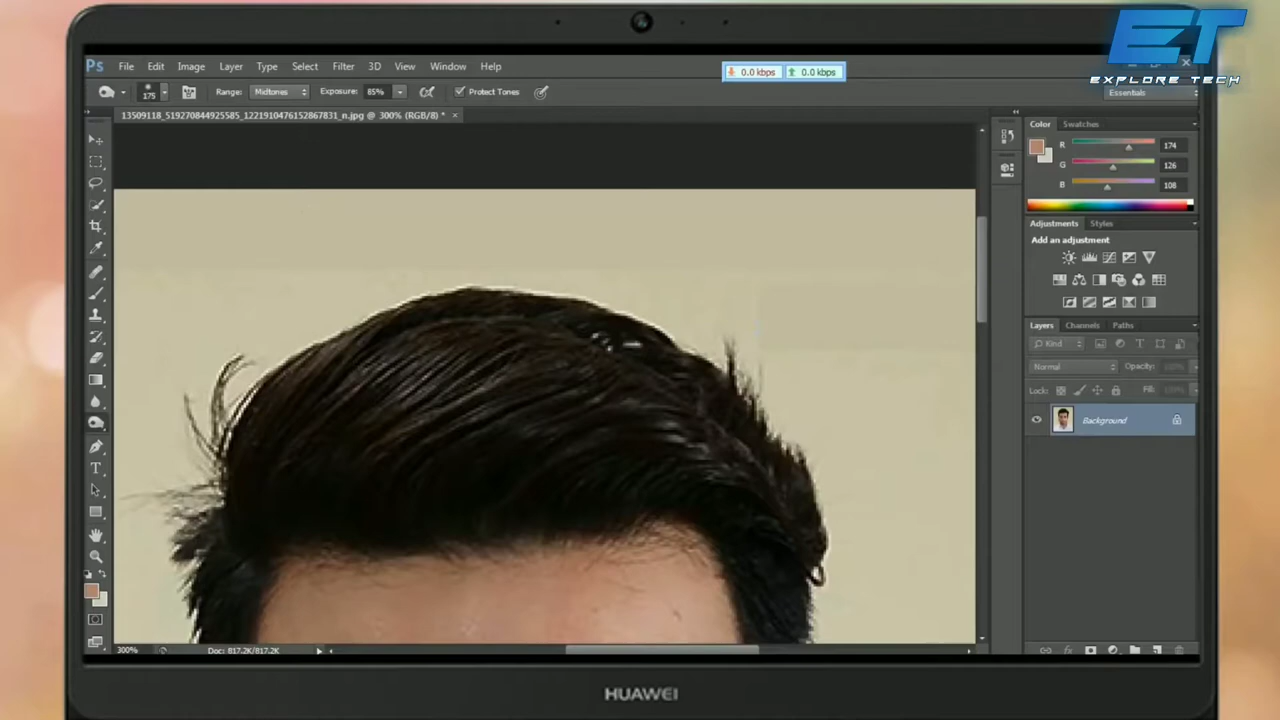 ET
EXPLORE TECH
Ps File Edit Image Layer Type Select Filter 3D View Window Help
0.0 kbps 0.0 kbps
175 Range: Midtones Exposure: 85% Protect Tones
Essentials
13509118_519270844925585_1221910476152867831_n.jpg @ 300% (RGB/8) *
Color Swatches
R 174
G 126
B 108
Adjustments Styles
Add an adjustment
Layers Channels Paths
Kind
Normal Opacity:
Lock: Fill:
Background
300% Doc: 817.2K/817.2K
HUAWEI